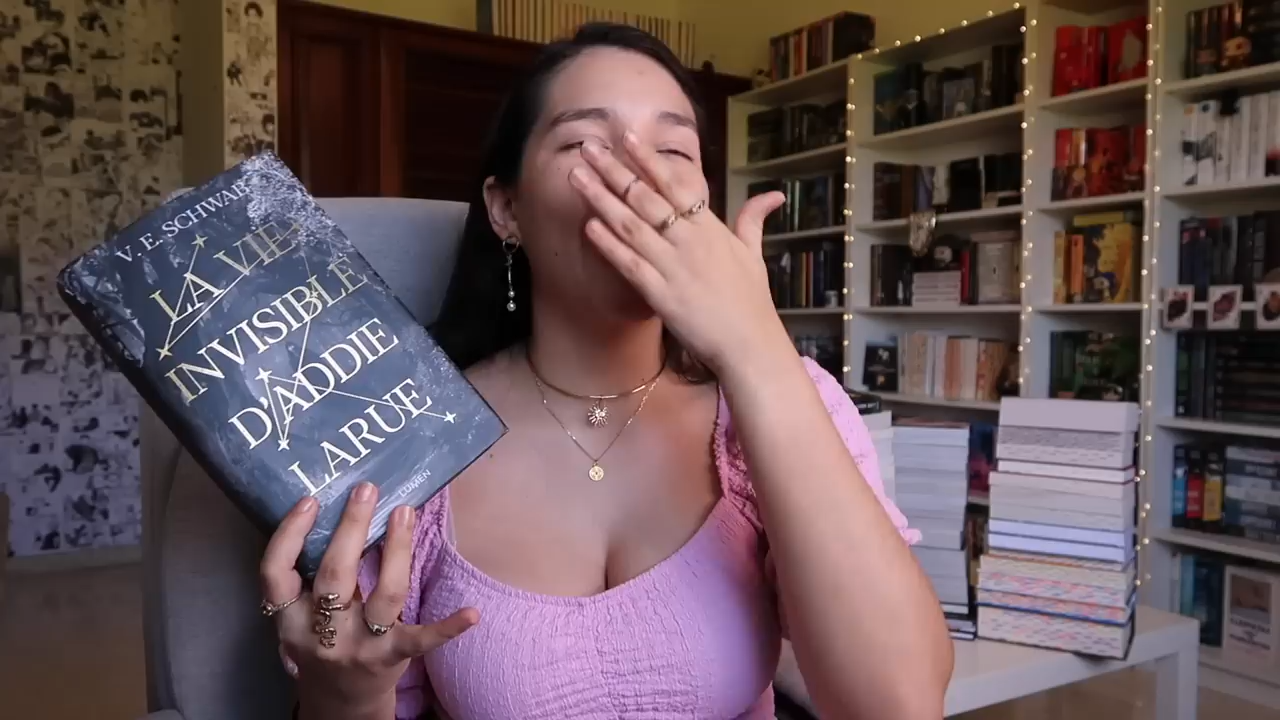 V. E. SCHWAB
LA VIE
INVISIBLE
D'ADDIE
LARUE
LUMEN